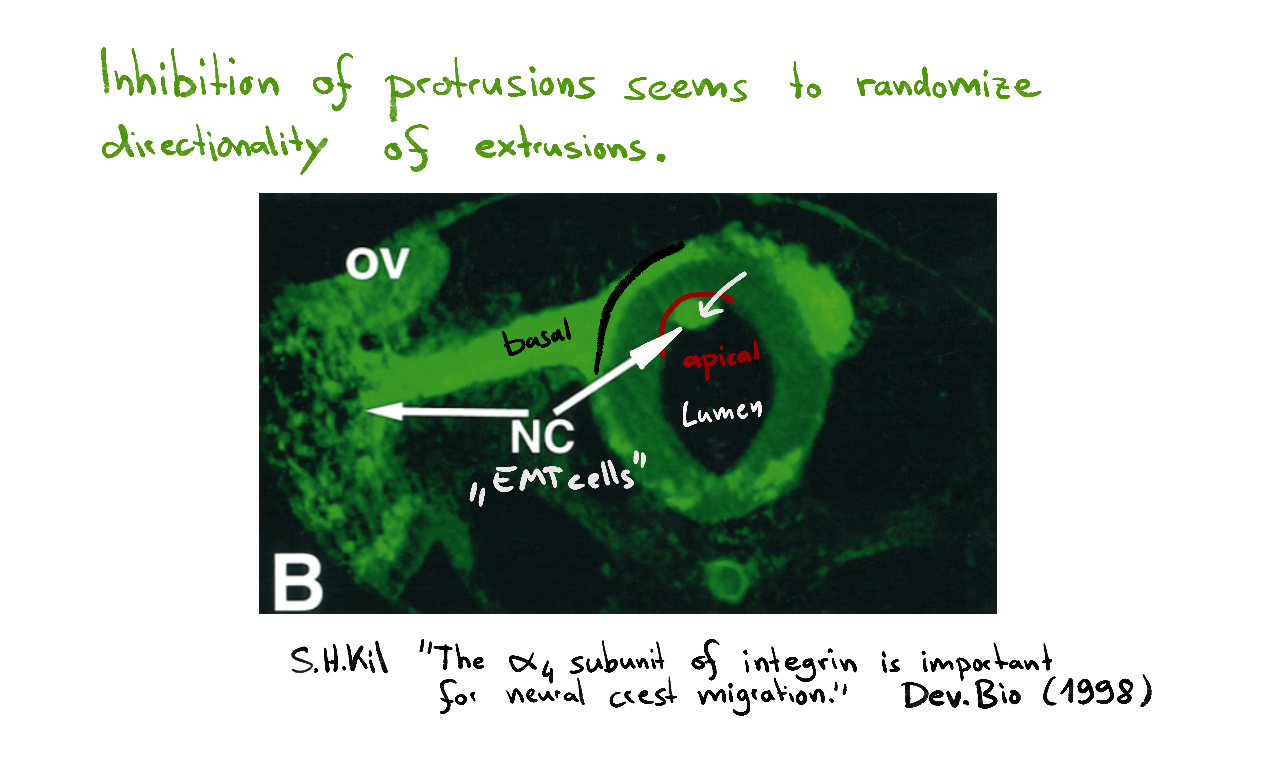 Inhibition of protrusions seems to randomize
directionality of extrusions.
OV
basal
apical
Lumen
NC
„EMT cells"
B
S.H.Kil "The α4 subunit of integrin is important
for neural crest migration." Dev.Bio (1998)